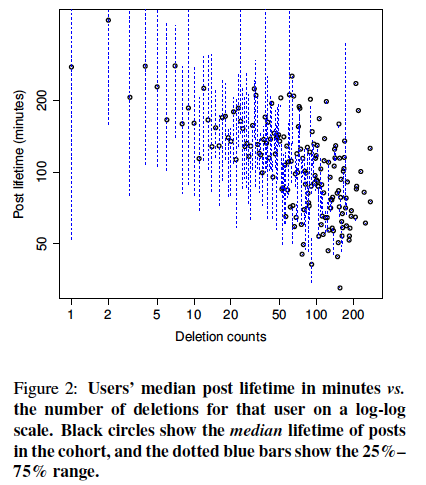 200
100
50
Post lifetime (minutes)
1 2 5 10 20 50 100 200
Deletion counts
Figure 2: Users' median post lifetime in minutes vs.
the number of deletions for that user on a log-log
scale. Black circles show the median lifetime of posts
in the cohort, and the dotted blue bars show the 25%–
75% range.